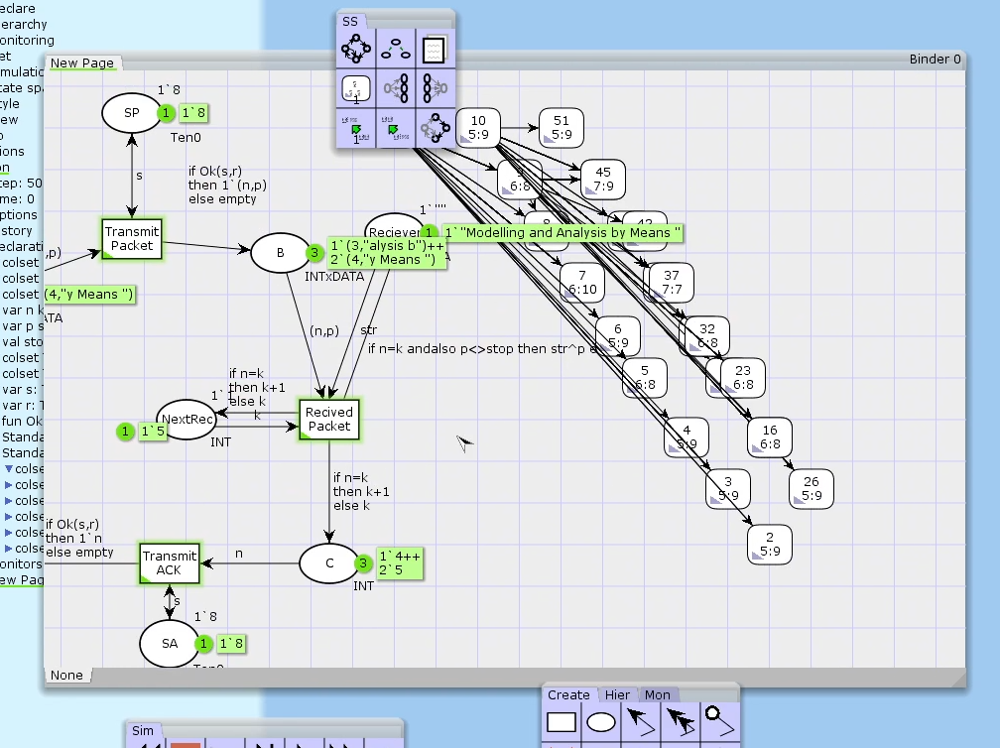 eclare
erarchy
onitoring
et
mulatio
tate spa
tyle
ew
o
ions
on
tep: 50
me: 0
ptions
story
eclarati
colset
colset
colset
var n k
var p s
val sto
colset
colset
var s: T
var r: T
fun Ok(
Standa
Standa
colse
colse
colse
colse
colse
colse
onitors
ew Pag
SS
New Page
Binder 0
1`8
SP
1
1`8
Ten0
s
if Ok(s,r)
then 1`(n,p)
else empty
Transmit
Packet
,p)
(4,"y Means ")
ATA
B
3
1`(3,"alysis b")++
2`(4,"y Means ")
INTxDATA
1`""
Reciever
1
1`"Modelling and Analysis by Means "
A
(n,p)
str
if n=k andalso p<>stop then str^p e
if n=k
then k+1
else k
k
NextRec
1
1`5
INT
Recived
Packet
if n=k
then k+1
else k
if Ok(s,r)
then 1`n
else empty
Transmit
ACK
n
C
3
1`4++
2`5
INT
s
1`8
SA
1
1`8
Ten0
1
1
10
5:9
51
5:9
9
6:8
45
7:9
8
42
7
6:10
37
7:7
6
5:9
32
6:8
5
6:8
23
6:8
4
5:9
16
6:8
3
5:9
26
5:9
2
5:9
None
Create
Hier
Mon
Sim